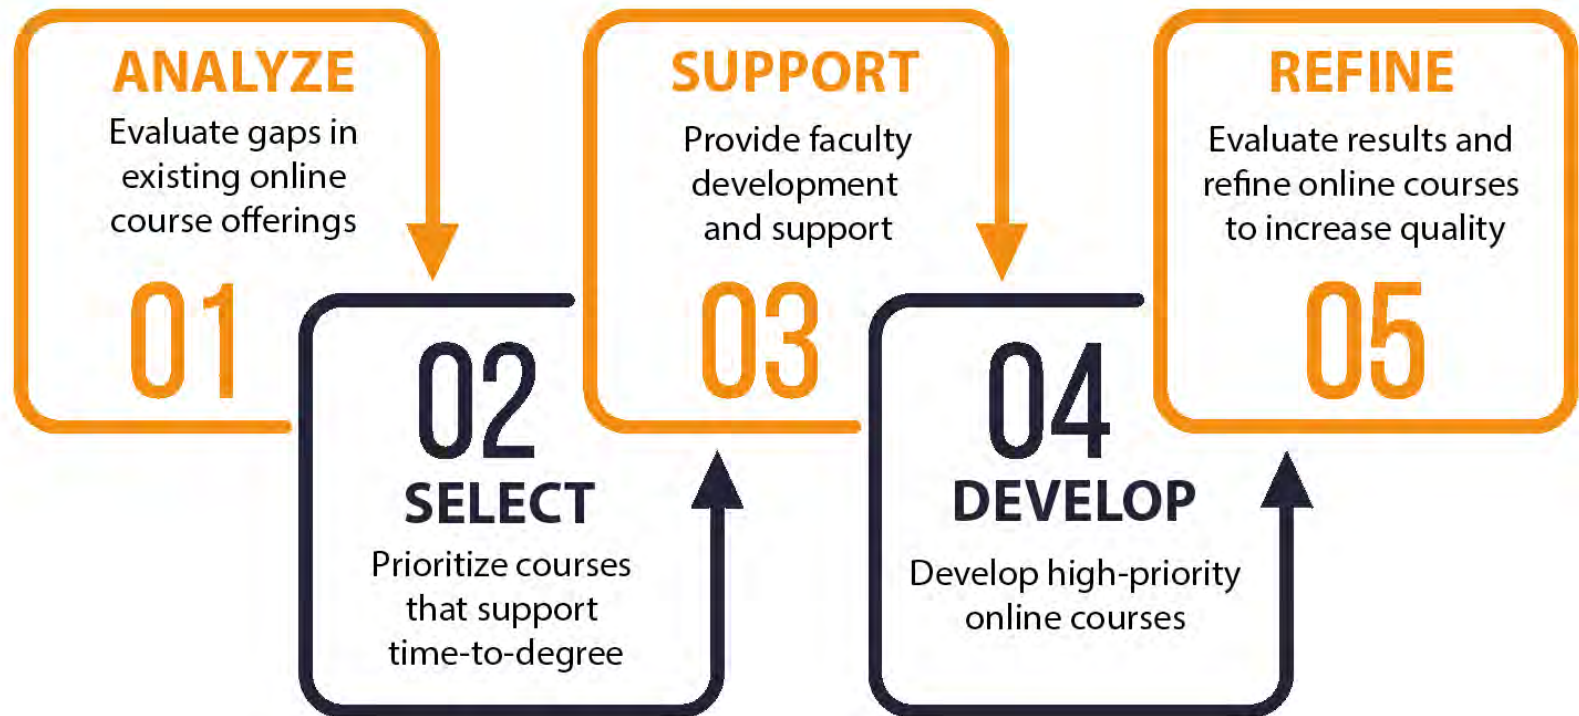 ANALYZE
Evaluate gaps in
existing online
course offerings
01
02
SELECT
Prioritize courses
that support
time-to-degree
SUPPORT
Provide faculty
development
and support
03
04
DEVELOP
Develop high-priority
online courses
REFINE
Evaluate results and
refine online courses
to increase quality
05